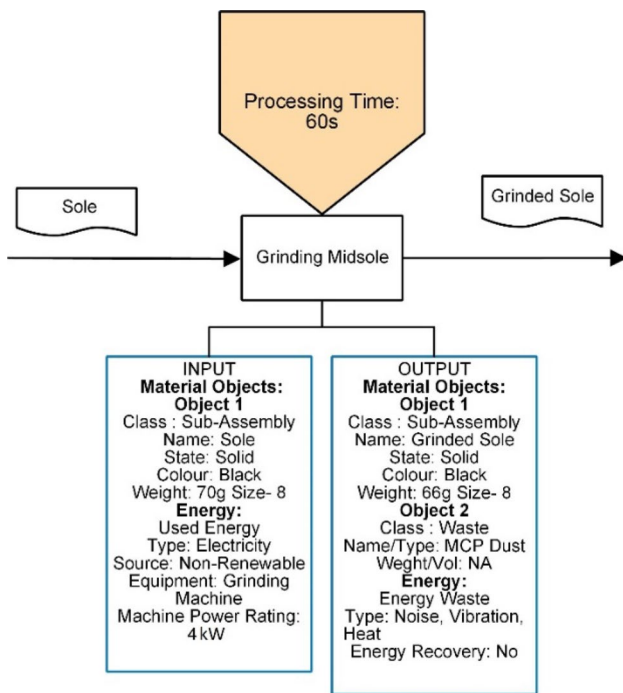 Processing Time:
60s
Sole
Grinded Sole
Grinding Midsole
INPUT
Material Objects:
Object 1
Class : Sub-Assembly
Name: Sole
State: Solid
Colour: Black
Weight: 70g Size- 8
Energy:
Used Energy
Type: Electricity
Source: Non-Renewable
Equipment: Grinding
Machine
Machine Power Rating:
4kW
OUTPUT
Material Objects:
Object 1
Class : Sub-Assembly
Name: Grinded Sole
State: Solid
Colour: Black
Weight: 66g Size- 8
Object 2
Class : Waste
Name/Type: MCP Dust
Weght/Vol: NA
Energy:
Energy Waste
Type: Noise, Vibration,
Heat
Energy Recovery: No